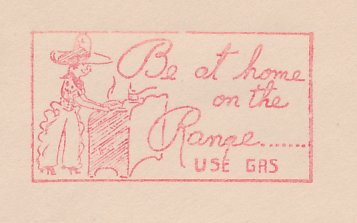 Be at home
on the
Range........
USE GAS